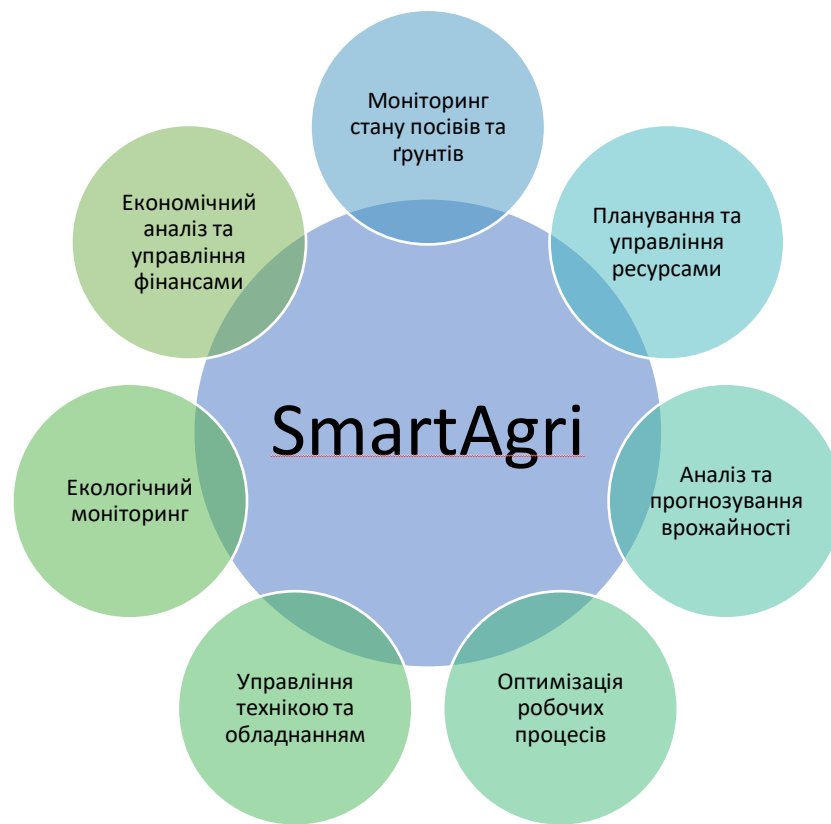 Моніторинг
стану посівів та
ґрунтів
Планування та
управління
ресурсами
Аналіз та
прогнозування
врожайності
Оптимізація
робочих
процесів
Управління
технікою та
обладнанням
Екологічний
моніторинг
Економічний
аналіз та
управління
фінансами
SmartAgri